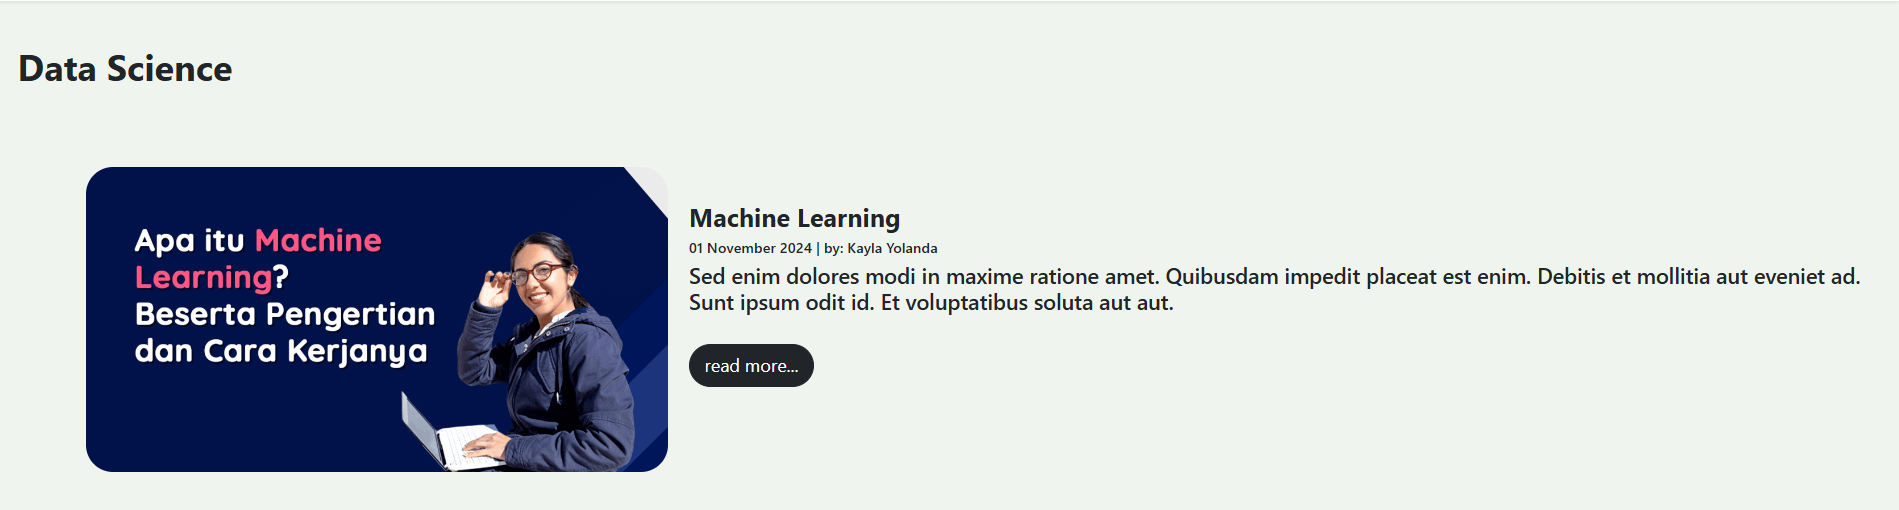 Data Science
Apa itu Machine
Learning?
Beserta Pengertian
dan Cara Kerjanya
Machine Learning
01 November 2024 | by: Kayla Yolanda
Sed enim dolores modi in maxime ratione amet. Quibusdam impedit placeat est enim. Debitis et mollitia aut eveniet ad.
Sunt ipsum odit id. Et voluptatibus soluta aut aut.
read more...